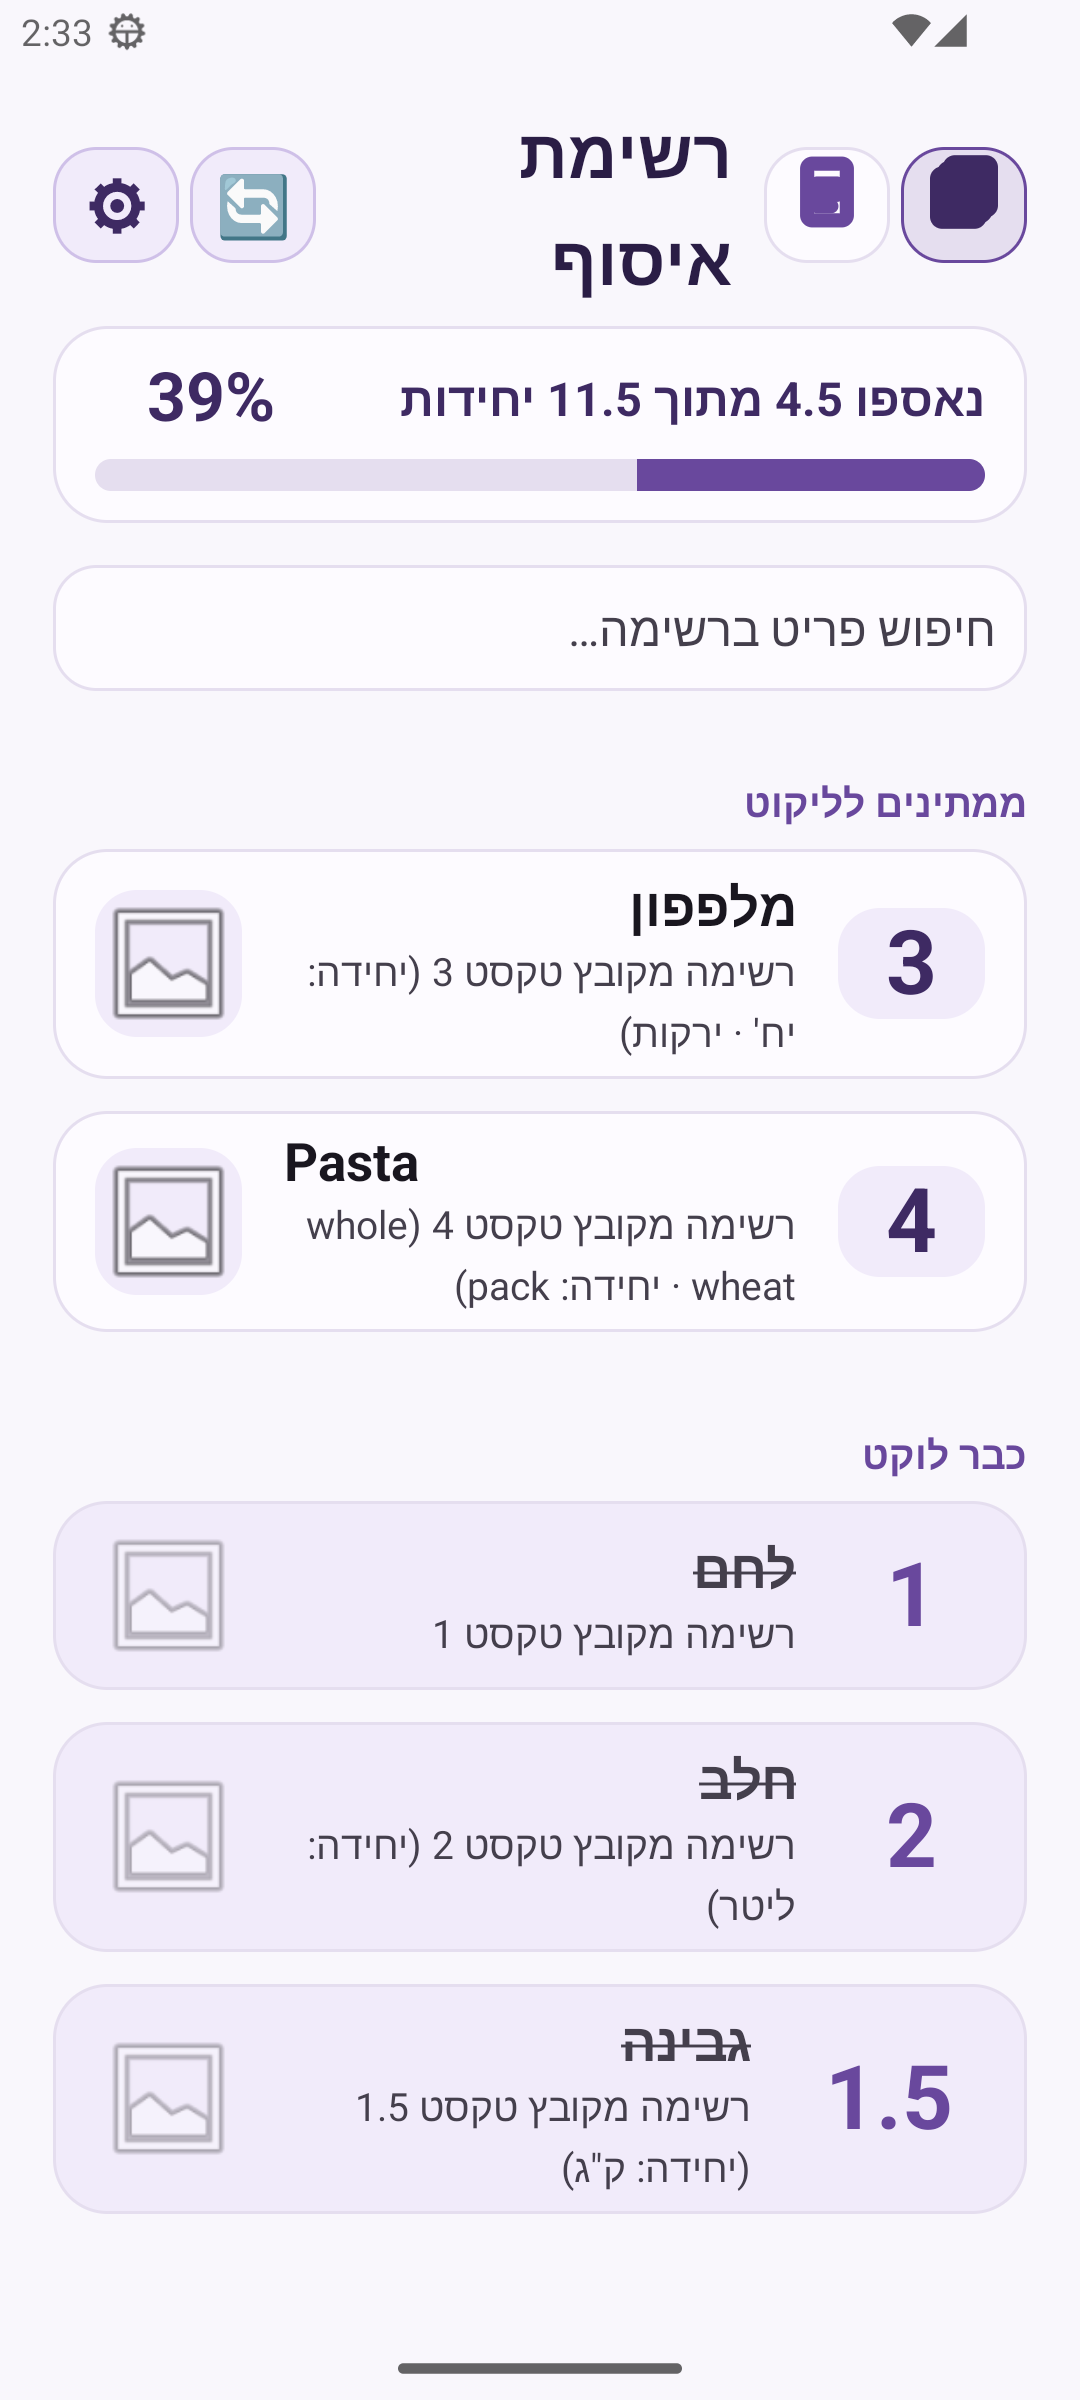 2:33
רשימת
איסוף
נאספו 4.5 מתוך 11.5 יחידות
39%
חיפוש פריט ברשימה...
ממתינים לליקוט
3
מלפפון
רשימה מקובץ טקסט 3 (יחידה:
יח' · ירקות)
4
Pasta
רשימה מקובץ טקסט 4 (whole
wheat · יחידה: pack)
כבר לוקט
1
לחם
רשימה מקובץ טקסט 1
2
חלב
רשימה מקובץ טקסט 2 (יחידה:
ליטר)
1.5
גבינה
רשימה מקובץ טקסט 1.5
(יחידה: ק"ג)